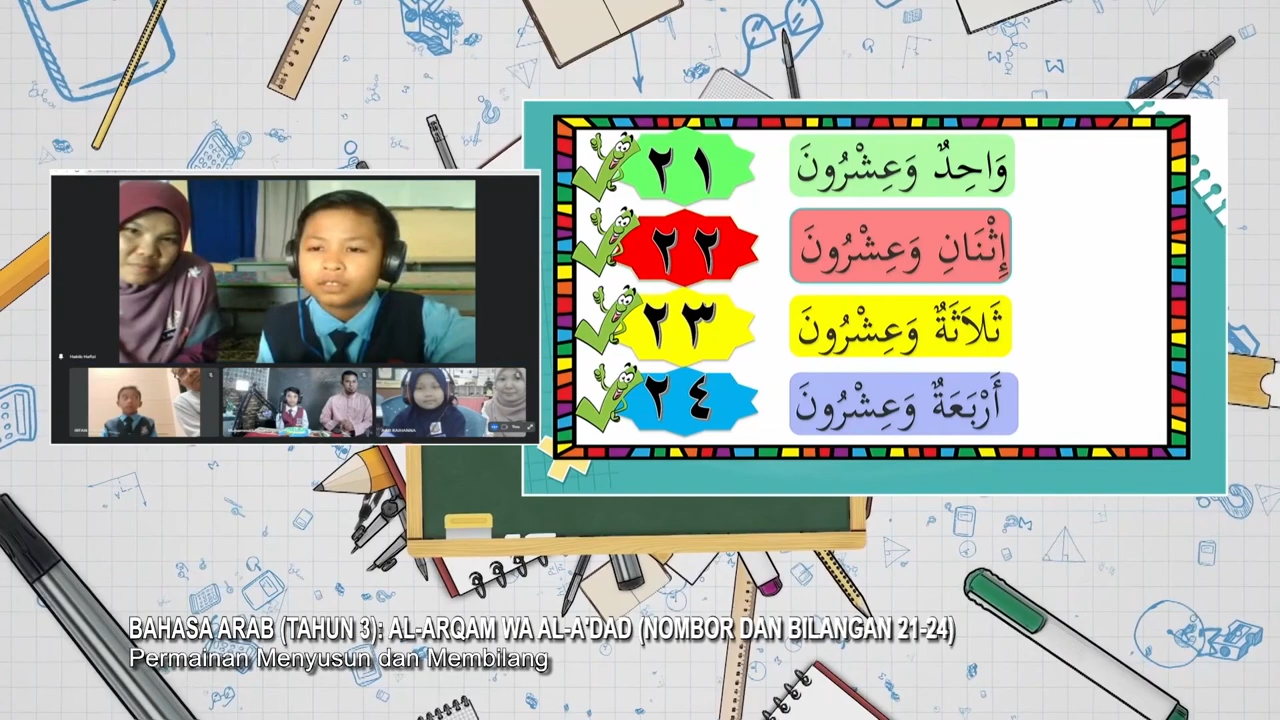 ٢١
وَاحِدٌ وَعِشْرُونَ
٢٢
إِثْنَانِ وَعِشْرُونَ
٢٣
ثَلاَثَةٌ وَعِشْرُونَ
٢٤
أَرْبَعَةٌ وَعِشْرُونَ
BAHASA ARAB (TAHUN 3): AL-ARQAM WA AL-A'DAD (NOMBOR DAN BILANGAN 21-24)
Permainan Menyusun dan Membilang